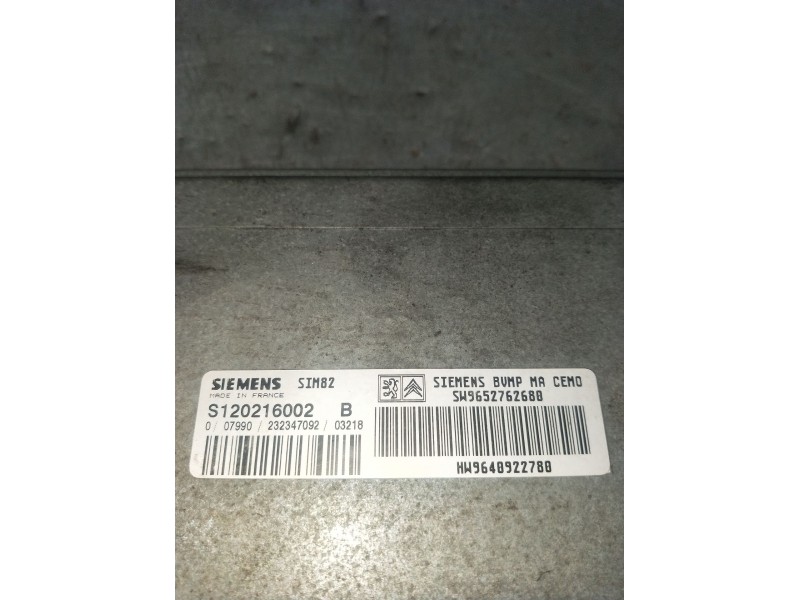 SIEMENS SIM82
MADE IN FRANCE
S120216002 B
0 / 07990 / 232347092 / 03218
SIEMENS BVMP MA CEMO
SW9652762680
HW9640922780